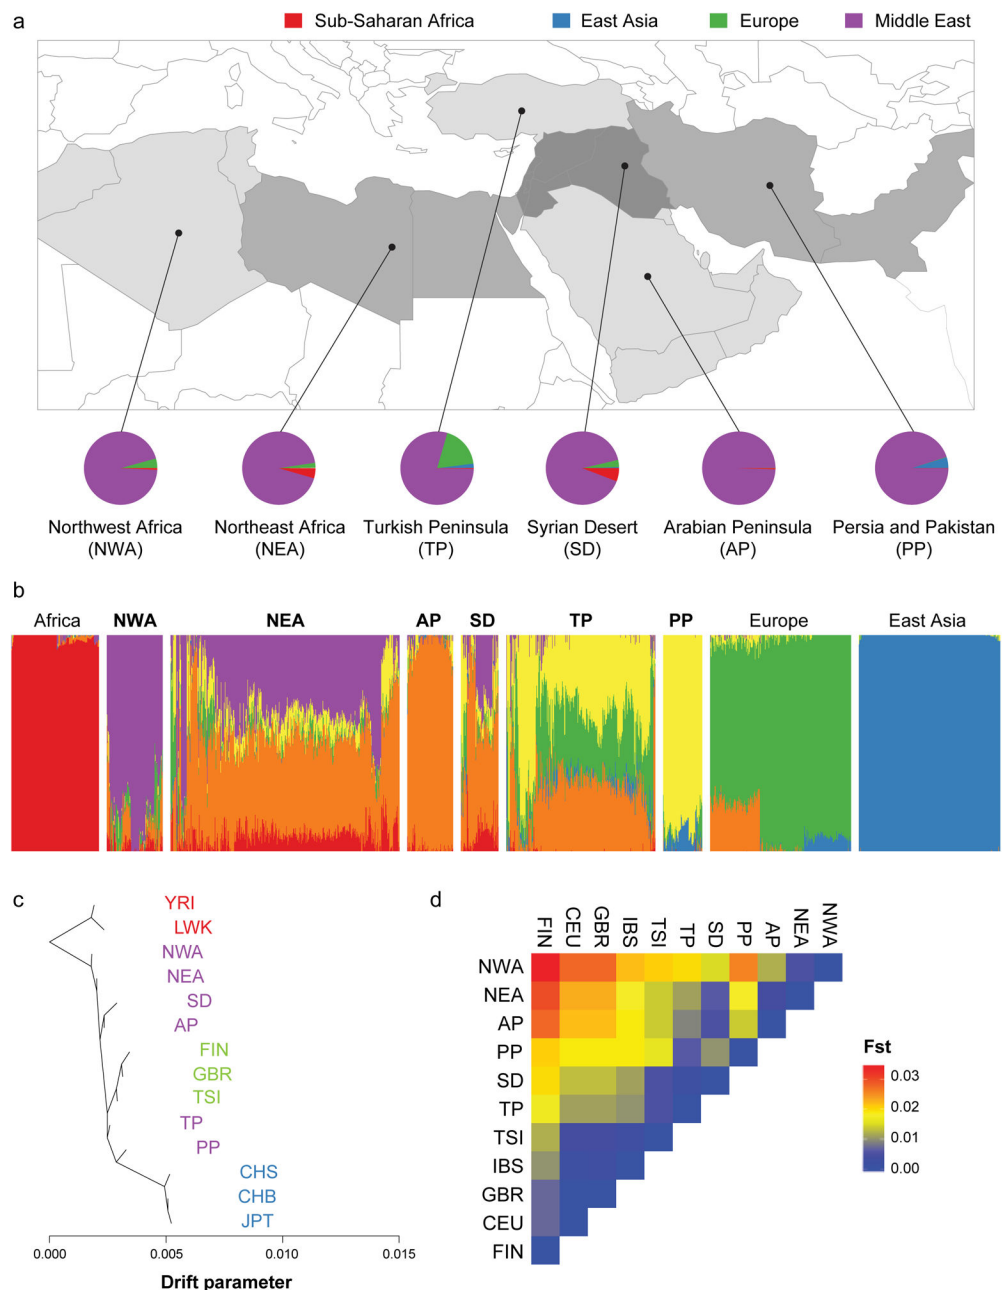 a
Sub-Saharan Africa East Asia Europe Middle East
Northwest Africa (NWA)
Northeast Africa (NEA)
Turkish Peninsula (TP)
Syrian Desert (SD)
Arabian Peninsula (AP)
Persia and Pakistan (PP)
b
Africa NWA NEA AP SD TP PP Europe East Asia
c
YRI
LWK
NWA
NEA
SD
AP
FIN
GBR
TSI
TP
PP
CHS
CHB
JPT
0.000 0.005 0.010 0.015
Drift parameter
d
FIN CEU GBR IBS TSI TP SD PP AP NEA NWA
NWA
NEA
AP
PP
SD
TP
TSI
IBS
GBR
CEU
FIN
Fst
0.03
0.02
0.01
0.00